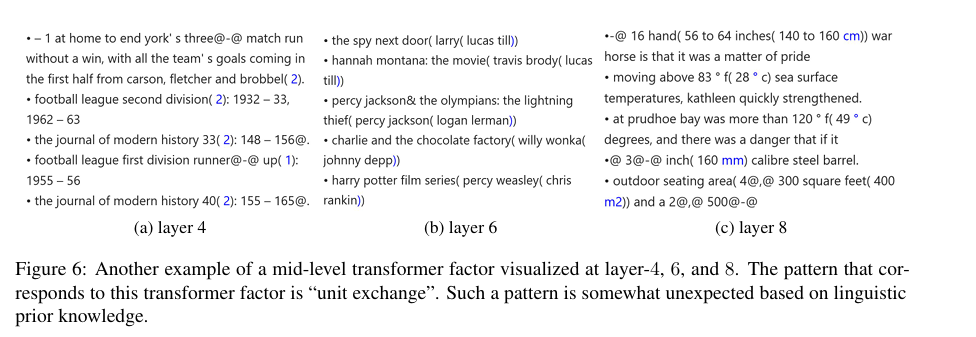 • – 1 at home to end york' s three@-@ match run
without a win, with all the team' s goals coming in
the first half from carson, fletcher and brobbel( 2).
• football league second division( 2): 1932 – 33,
1962 – 63
• the journal of modern history 33( 2): 148 – 156@.
• football league first division runner@-@ up( 1):
1955 – 56
• the journal of modern history 40( 2): 155 – 165@.
(a) layer 4
• the spy next door( larry( lucas till))
• hannah montana: the movie( travis brody( lucas
till))
• percy jackson& the olympians: the lightning
thief( percy jackson( logan lerman))
• charlie and the chocolate factory( willy wonka(
johnny depp))
• harry potter film series( percy weasley( chris
rankin))
(b) layer 6
•-@ 16 hand( 56 to 64 inches( 140 to 160 cm)) war
horse is that it was a matter of pride
• moving above 83 ° f( 28 ° c) sea surface
temperatures, kathleen quickly strengthened.
• at prudhoe bay was more than 120 ° f( 49 ° c)
degrees, and there was a danger that if it
•@ 3@-@ inch( 160 mm) calibre steel barrel.
• outdoor seating area( 4@,@ 300 square feet( 400
m2)) and a 2@,@ 500@-@
(c) layer 8
Figure 6: Another example of a mid-level transformer factor visualized at layer-4, 6, and 8. The pattern that cor-
responds to this transformer factor is “unit exchange”. Such a pattern is somewhat unexpected based on linguistic
prior knowledge.